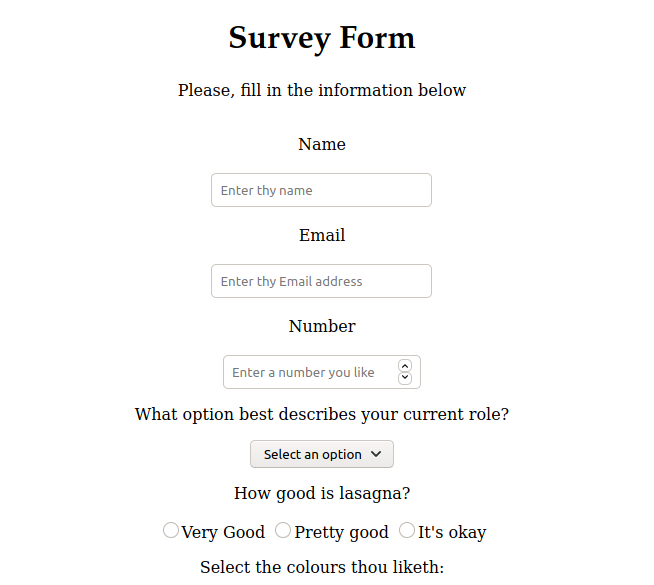 Survey Form
Please, fill in the information below
Name
Enter thy name
Email
Enter thy Email address
Number
Enter a number you like
What option best describes your current role?
Select an option
How good is lasagna?
Very Good Pretty good It's okay
Select the colours thou liketh: